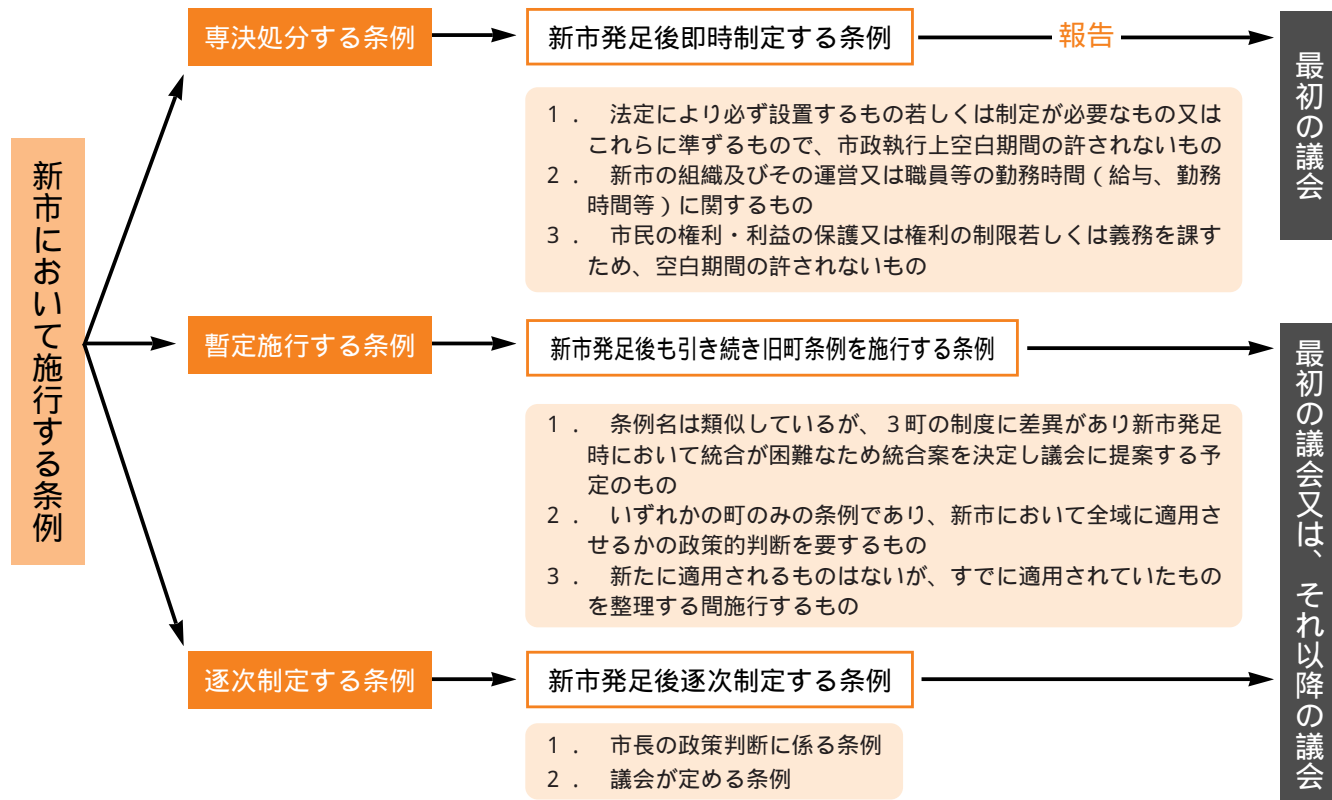 新市において施行する条例
専決処分する条例
新市発足後即時制定する条例
報告
最初の議会
1． 法定により必ず設置するもの若しくは制定が必要なもの又は
これらに準ずるもので、市政執行上空白期間の許されないもの
2． 新市の組織及びその運営又は職員等の勤務時間（給与、勤務
時間等）に関するもの
3． 市民の権利・利益の保護又は権利の制限若しくは義務を課す
ため、空白期間の許されないもの
暫定施行する条例
新市発足後も引き続き旧町条例を施行する条例
最初の議会又は、それ以降の議会
1． 条例名は類似しているが、3町の制度に差異があり新市発足
時において統合が困難なため統合案を決定し議会に提案する予
定のもの
2． いずれかの町のみの条例であり、新市において全域に適用さ
せるかの政策的判断を要するもの
3． 新たに適用されるものはないが、すでに適用されていたもの
を整理する間施行するもの
逐次制定する条例
新市発足後逐次制定する条例
1． 市長の政策判断に係る条例
2． 議会が定める条例